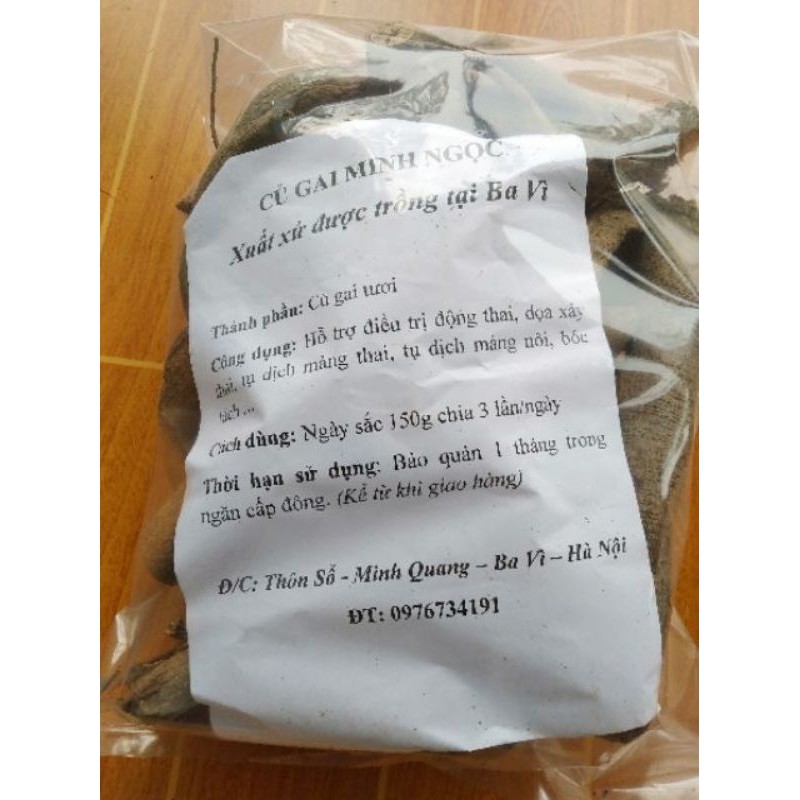 CỦ GAI MINH NGỌC
Xuất xứ được trồng tại Ba Vì
Thành phần: Củ gai tươi
Công dụng: Hỗ trợ điều trị động thai, dọa xảy
thai, tụ dịch màng thai, tụ dịch màng nôi, bóc
tách ...
Cách dùng: Ngày sắc 150g chia 3 lần/ngày
Thời hạn sử dụng: Bảo quản 1 tháng trong
ngăn cấp đông. (Kể từ khi giao hàng)
Đ/C: Thôn Sổ - Minh Quang – Ba Vì – Hà Nội
ĐT: 0976734191